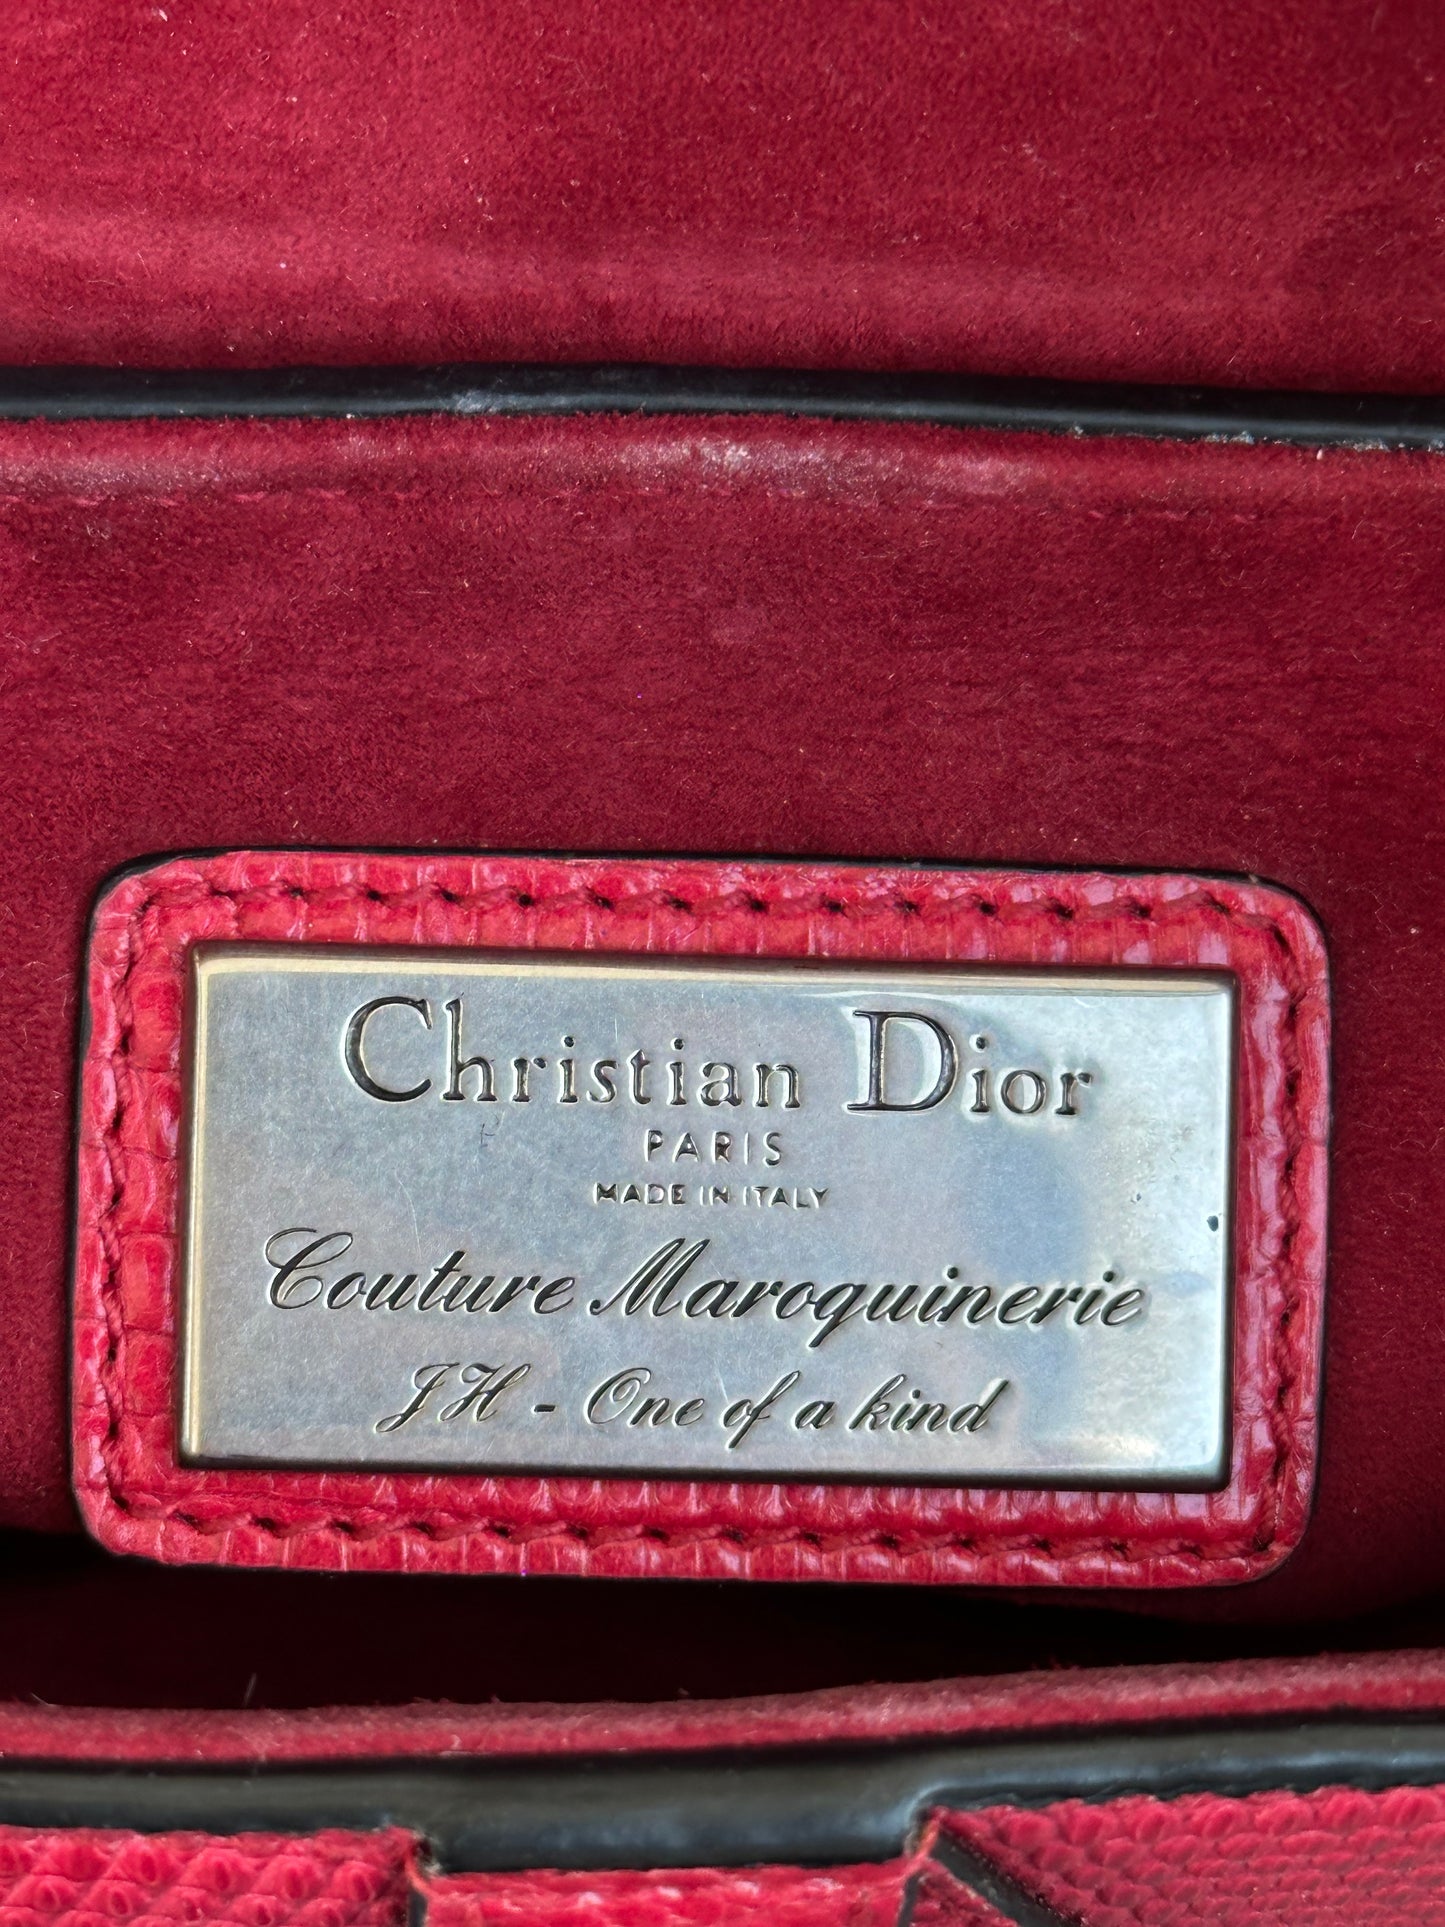 Christian Dior
PARIS
MADE IN ITALY
Couture Maroquinerie
JH - One of a kind